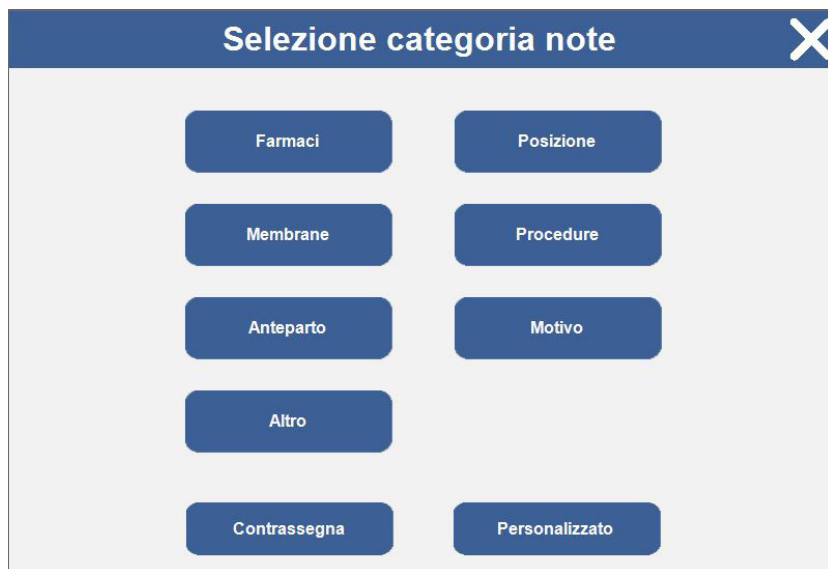 Selezione categoria note
Farmaci
Posizione
Membrane
Procedure
Anteparto
Motivo
Altro
Contrassegna
Personalizzato